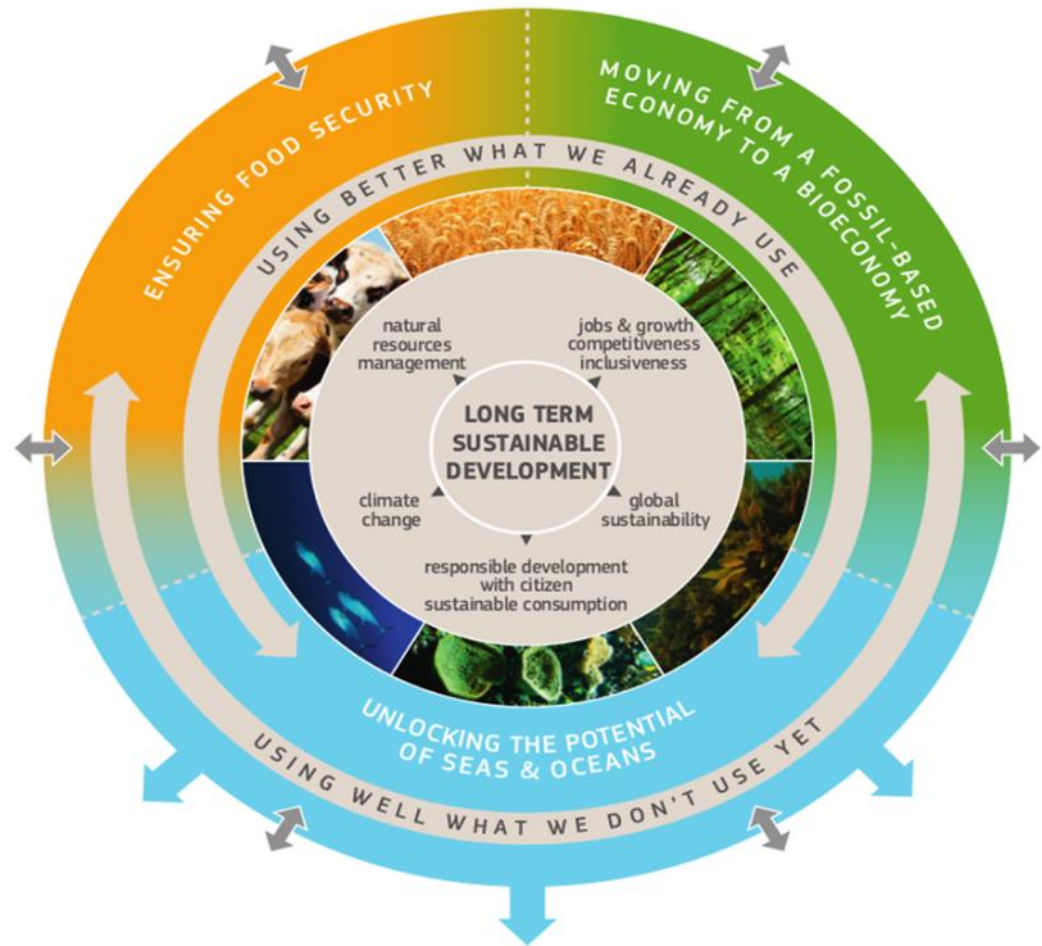 ENSURING FOOD SECURITY
MOVING FROM A FOSSIL-BASED
ECONOMY TO A BIOECONOMY
USING BETTER WHAT WE ALREADY USE
natural
resources
management
jobs & growth
competitiveness
inclusiveness
LONG TERM
SUSTAINABLE
DEVELOPMENT
climate
change
global
sustainability
responsible development
with citizen
sustainable consumption
UNLOCKING THE POTENTIAL
OF SEAS & OCEANS
USING WELL WHAT WE DON'T USE YET